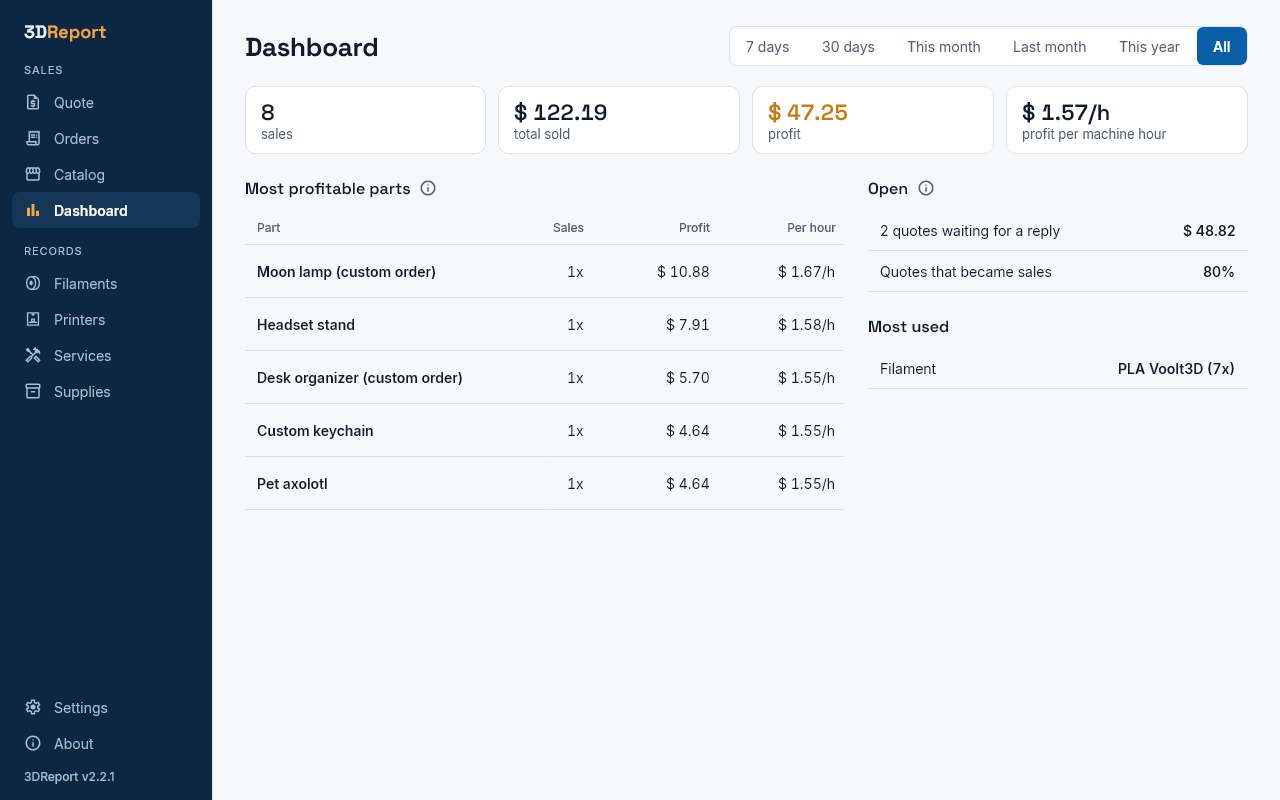 3DReport
SALES
Quote
Orders
Catalog
Dashboard
RECORDS
Filaments
Printers
Services
Supplies
Settings
About
3DReport v2.2.1
Dashboard
7 days 30 days This month Last month This year All
8
sales
$ 122.19
total sold
$ 47.25
profit
$ 1.57/h
profit per machine hour
Most profitable parts
Part Sales Profit Per hour
Moon lamp (custom order) 1x $ 10.88 $ 1.67/h
Headset stand 1x $ 7.91 $ 1.58/h
Desk organizer (custom order) 1x $ 5.70 $ 1.55/h
Custom keychain 1x $ 4.64 $ 1.55/h
Pet axolotl 1x $ 4.64 $ 1.55/h
Open
2 quotes waiting for a reply $ 48.82
Quotes that became sales 80%
Most used
Filament PLA Voolt3D (7x)